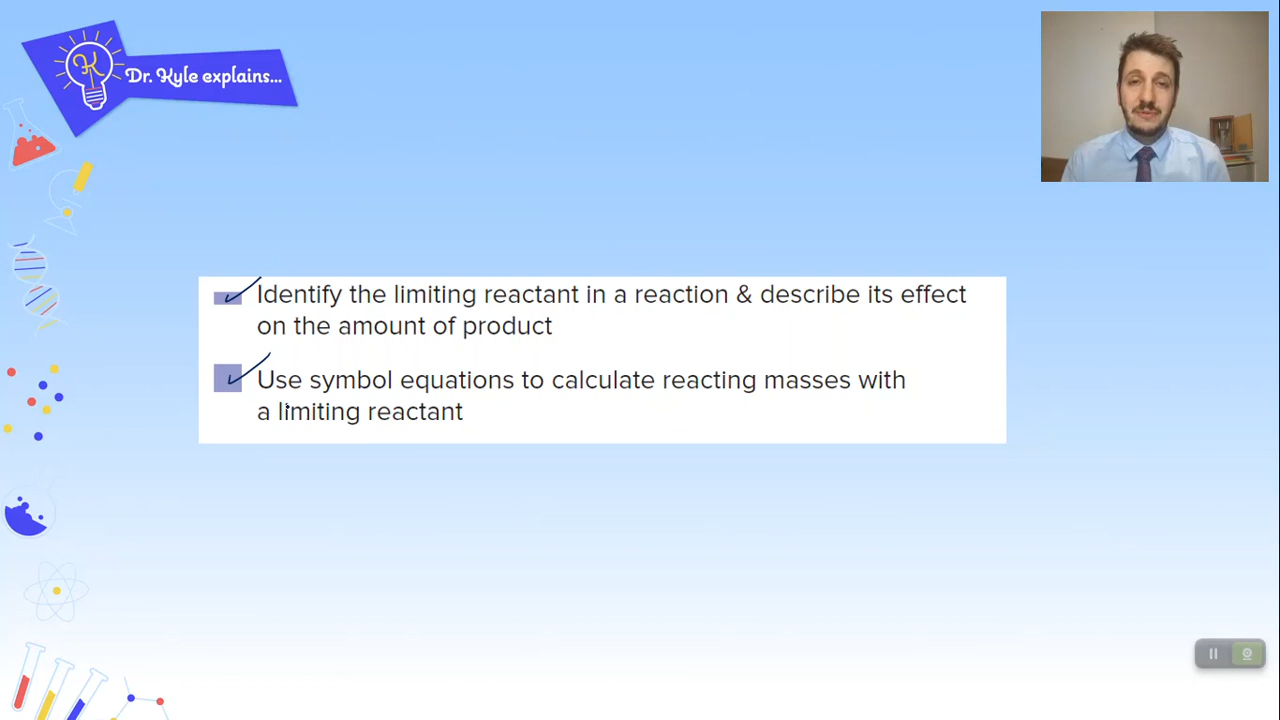 K
Dr. Kyle explains...
Identify the limiting reactant in a reaction & describe its effect
on the amount of product
Use symbol equations to calculate reacting masses with
a limiting reactant